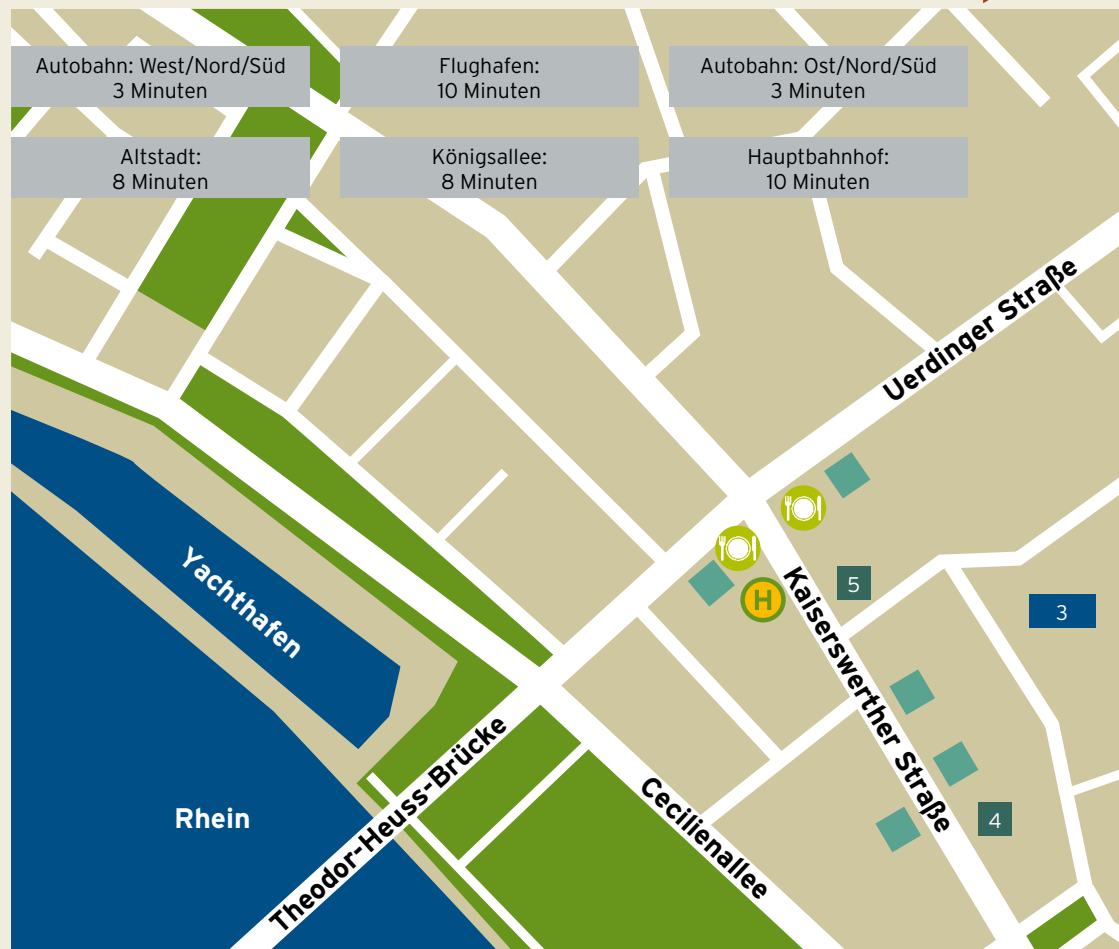 Autobahn: West/Nord/Süd
3 Minuten
Flughafen:
10 Minuten
Autobahn: Ost/Nord/Süd
3 Minuten
Altstadt:
8 Minuten
Königsallee:
8 Minuten
Hauptbahnhof:
10 Minuten
Uerdinger Straße
Yachthafen
H
5
Kaiserswerther Straße
3
Theodor-Heuss-Brücke
Rhein
Cecilienallee
4